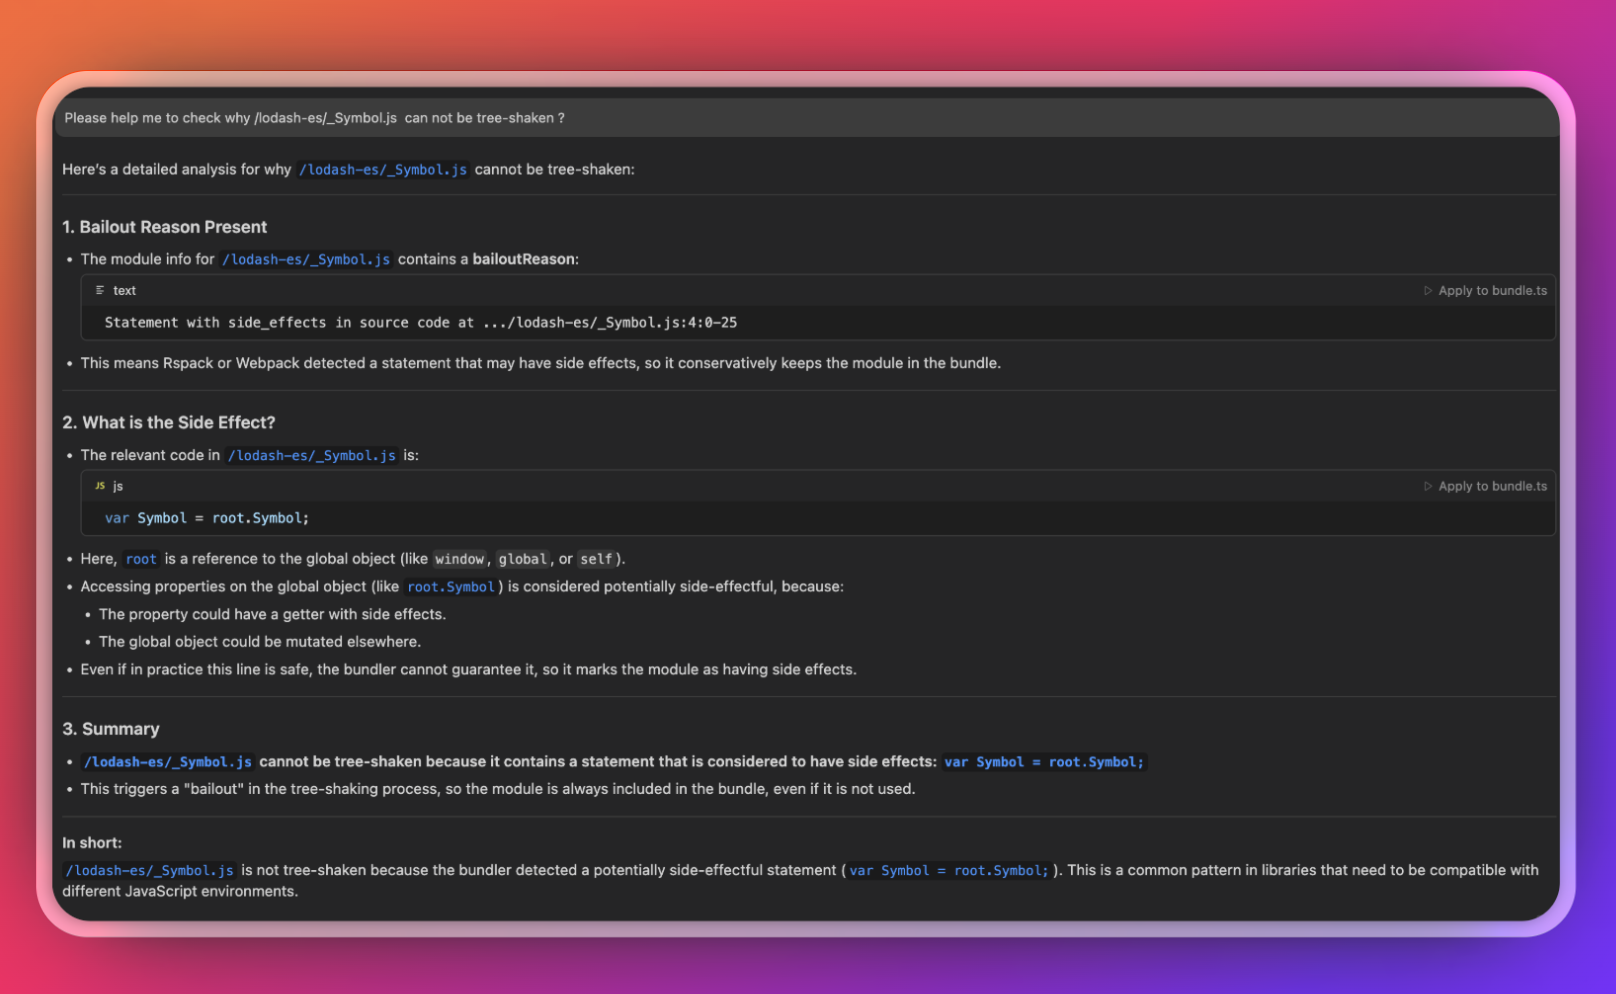 Please help me to check why /lodash-es/_Symbol.js can not be tree-shaken ?
Here's a detailed analysis for why /lodash-es/_Symbol.js cannot be tree-shaken:
1. Bailout Reason Present
• The module info for /lodash-es/_Symbol.js contains a bailoutReason:
text
Apply to bundle.ts
Statement with side_effects in source code at .../lodash-es/_Symbol.js:4:0-25
• This means Rspack or Webpack detected a statement that may have side effects, so it conservatively keeps the module in the bundle.
2. What is the Side Effect?
• The relevant code in /lodash-es/_Symbol.js is:
JS js
Apply to bundle.ts
var Symbol = root.Symbol;
• Here, root is a reference to the global object (like window, global, or self).
• Accessing properties on the global object (like root.Symbol) is considered potentially side-effectful, because:
• The property could have a getter with side effects.
• The global object could be mutated elsewhere.
• Even if in practice this line is safe, the bundler cannot guarantee it, so it marks the module as having side effects.
3. Summary
• /lodash-es/_Symbol.js cannot be tree-shaken because it contains a statement that is considered to have side effects: var Symbol = root.Symbol;
• This triggers a "bailout" in the tree-shaking process, so the module is always included in the bundle, even if it is not used.
In short:
/lodash-es/_Symbol.js is not tree-shaken because the bundler detected a potentially side-effectful statement (var Symbol = root.Symbol;). This is a common pattern in libraries that need to be compatible with
different JavaScript environments.